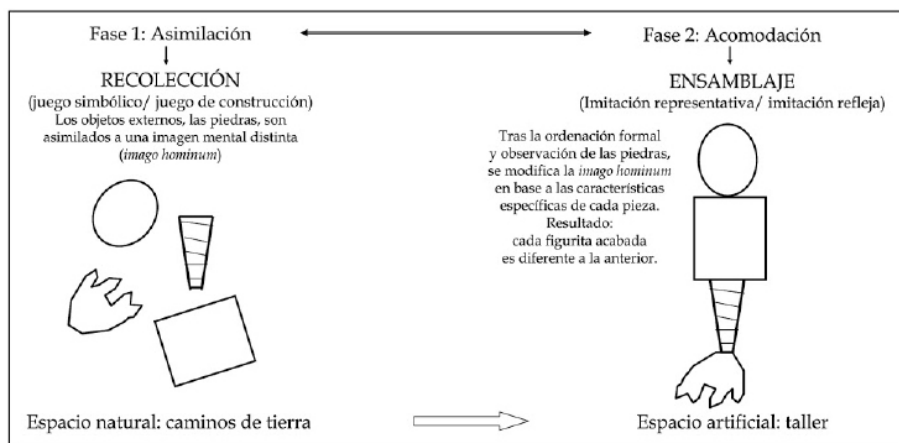 Fase 1: Asimilación
RECOLECCIÓN
(juego simbólico/ juego de construcción)
Los objetos externos, las piedras, son
asimilados a una imagen mental distinta
(imago hominum)
Espacio natural: caminos de tierra
Fase 2: Acomodación
ENSAMBLAJE
(Imitación representativa/ imitación refleja)
Tras la ordenación formal
y observación de las piedras,
se modifica la imago hominum
en base a las características
específicas de cada pieza.
Resultado:
cada figurita acabada
es diferente a la anterior.
Espacio artificial: taller